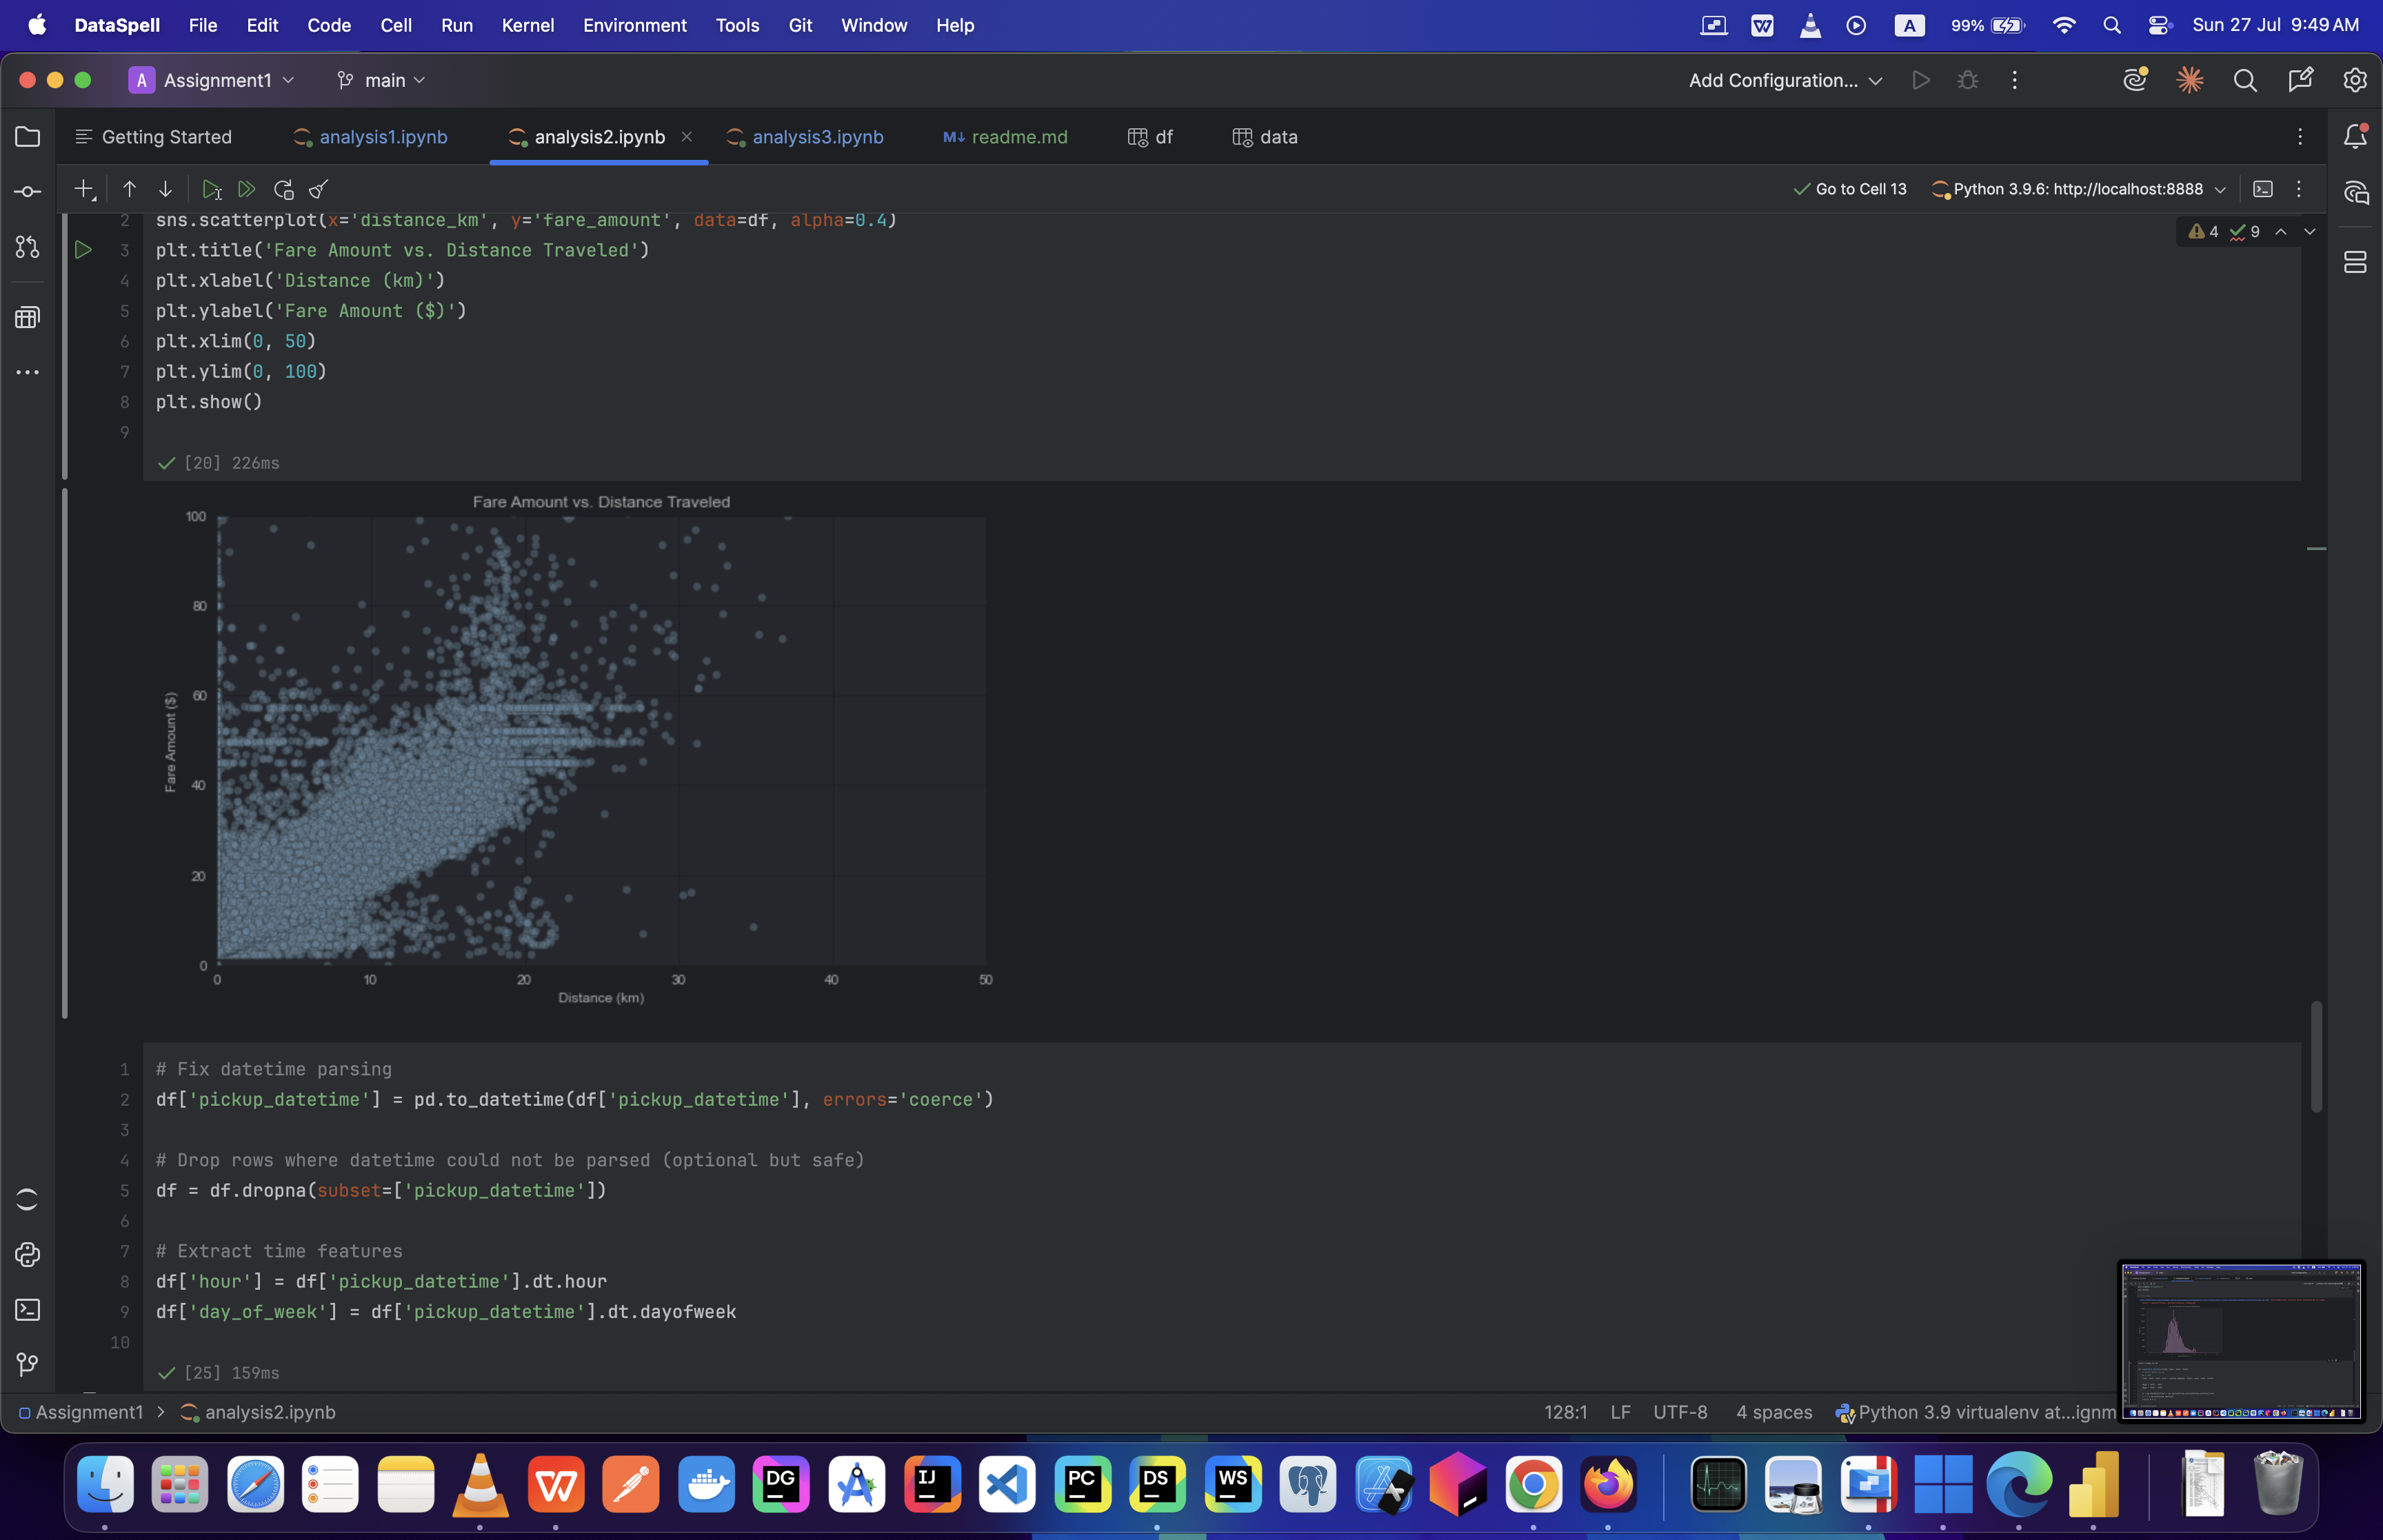 DataSpell File Edit Code Cell Run Kernel Environment Tools Git Window Help A 99% Sun 27 Jul 9:49 AM
A Assignment1 main Add Configuration...
Getting Started analysis1.ipynb analysis2.ipynb analysis3.ipynb M↓ readme.md df data
Go to Cell 13 Python 3.9.6: http://localhost:8888
4 9
2 sns.scatterplot(x='distance_km', y='fare_amount', data=df, alpha=0.4)
3 plt.title('Fare Amount vs. Distance Traveled')
4 plt.xlabel('Distance (km)')
5 plt.ylabel('Fare Amount ($)')
6 plt.xlim(0, 50)
7 plt.ylim(0, 100)
8 plt.show()
9
[20] 226ms
Fare Amount vs. Distance Traveled
100
80
60
40
20
0
Fare Amount ($)
0 10 20 30 40 50
Distance (km)
1 # Fix datetime parsing
2 df['pickup_datetime'] = pd.to_datetime(df['pickup_datetime'], errors='coerce')
3
4 # Drop rows where datetime could not be parsed (optional but safe)
5 df = df.dropna(subset=['pickup_datetime'])
6
7 # Extract time features
8 df['hour'] = df['pickup_datetime'].dt.hour
9 df['day_of_week'] = df['pickup_datetime'].dt.dayofweek
10
[25] 159ms
Assignment1 > analysis2.ipynb 128:1 LF UTF-8 4 spaces Python 3.9 virtualenv at...ignm
DG IJ PC DS WS